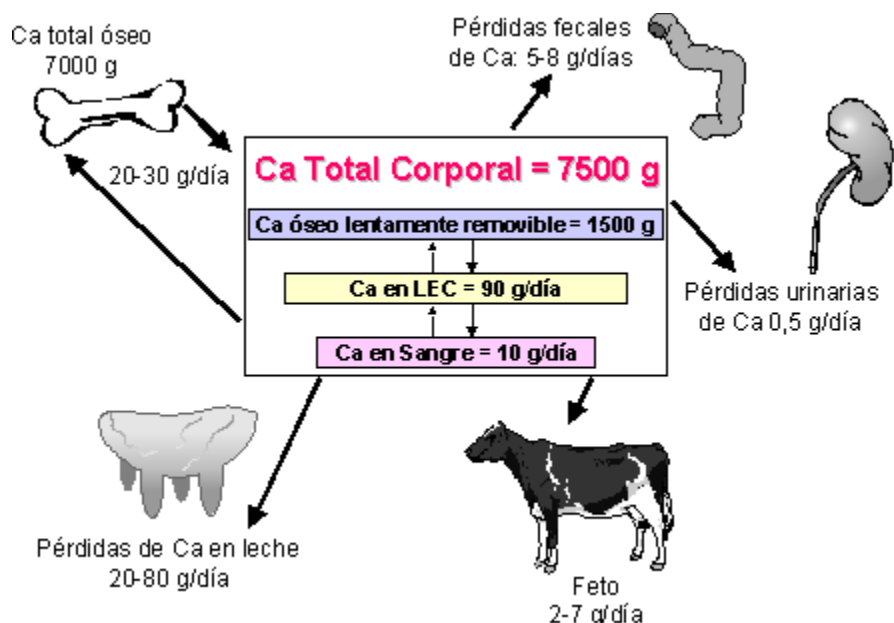 Ca total óseo
7000 g
Pérdidas fecales
de Ca: 5-8 g/días
20-30 g/día
Ca Total Corporal = 7500 g
Ca óseo lentamente removible = 1500 g
Ca en LEC = 90 g/día
Ca en Sangre = 10 g/día
Pérdidas urinarias
de Ca 0,5 g/día
Pérdidas de Ca en leche
20-80 g/día
Feto
2-7 g/día